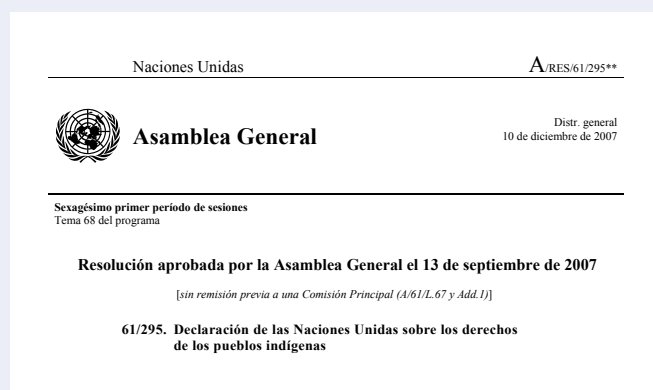 Naciones Unidas A/RES/61/295**
Asamblea General
Distr. general
10 de diciembre de 2007
Sexagésimo primer período de sesiones
Tema 68 del programa
Resolución aprobada por la Asamblea General el 13 de septiembre de 2007
[sin remisión previa a una Comisión Principal (A/61/L.67 y Add.1)]
61/295. Declaración de las Naciones Unidas sobre los derechos
de los pueblos indígenas